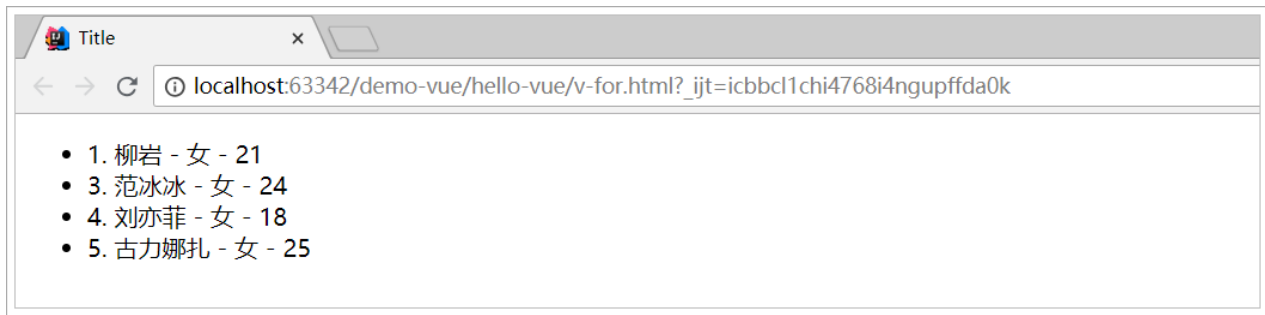 Title
localhost:63342/demo-vue/hello-vue/v-for.html?_ijt=icbbcl1chi4768i4ngupffda0k
1. 柳岩 - 女 - 21
3. 范冰冰 - 女 - 24
4. 刘亦菲 - 女 - 18
5. 古力娜扎 - 女 - 25